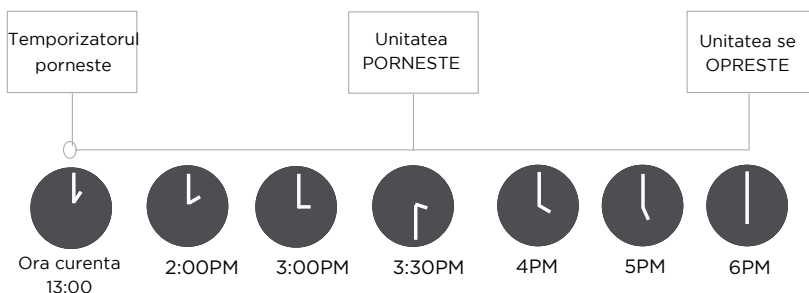 Temporizatorul
porneste
Unitatea
PORNESTE
Unitatea se
OPRESTE
Ora curenta
13:00
2:00PM
3:00PM
3:30PM
4PM
5PM
6PM